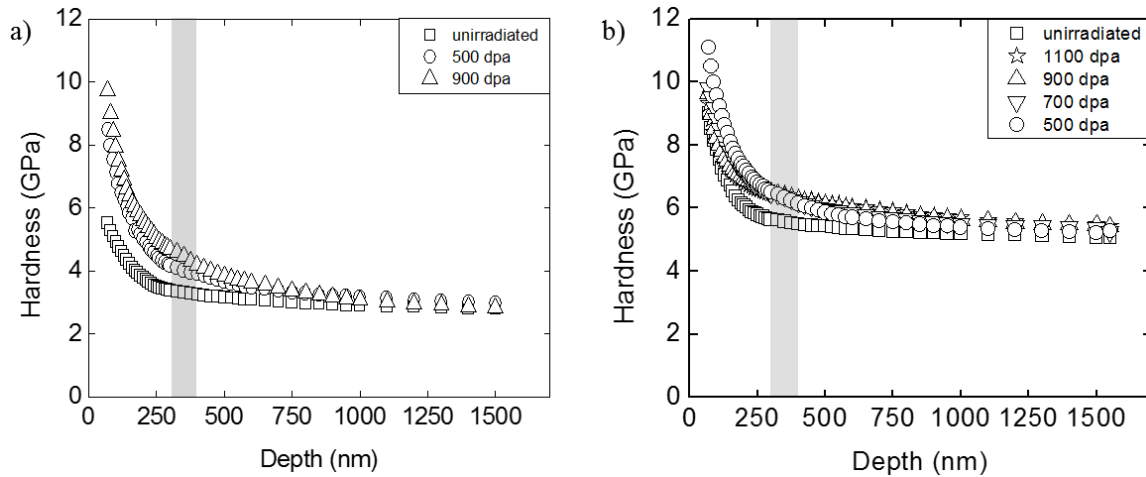 a)
12
10
8
6
4
2
0
Hardness (GPa)
0 250 500 750 1000 1250 1500
Depth (nm)
unirradiated
500 dpa
900 dpa
b)
12
10
8
6
4
2
0
Hardness (GPa)
0 250 500 750 1000 1250 1500
Depth (nm)
unirradiated
1100 dpa
900 dpa
700 dpa
500 dpa